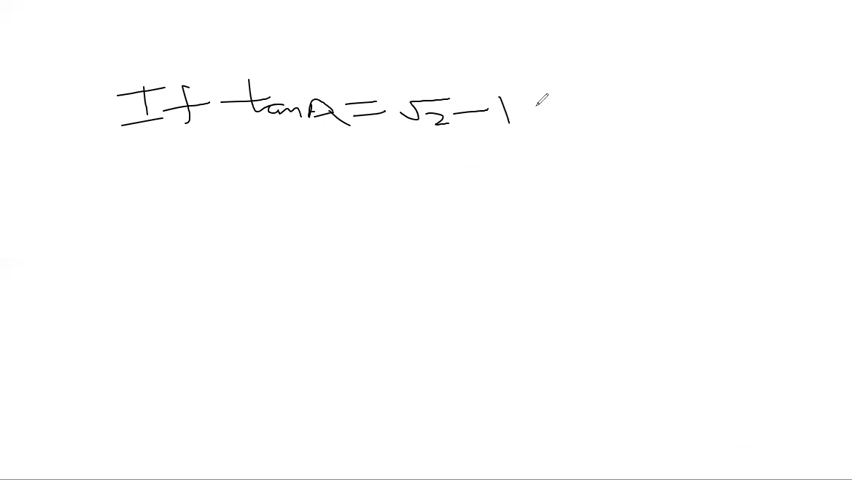 If tanA = √2 - 1